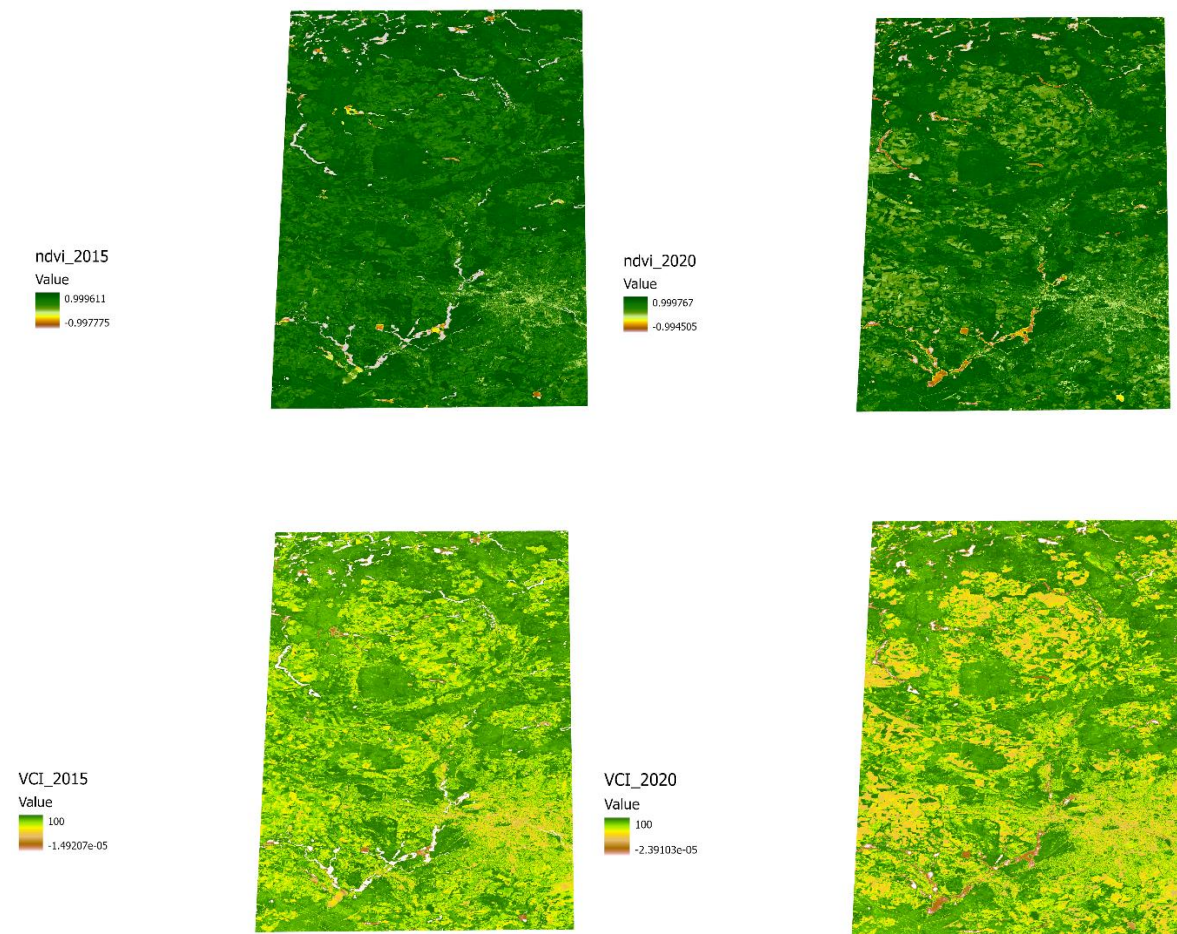 ndvi_2015
Value
0.999611
-0.997775
ndvi_2020
Value
0.999767
-0.994505
VCI_2015
Value
100
-1.49207e-05
VCI_2020
Value
100
-2.39103e-05